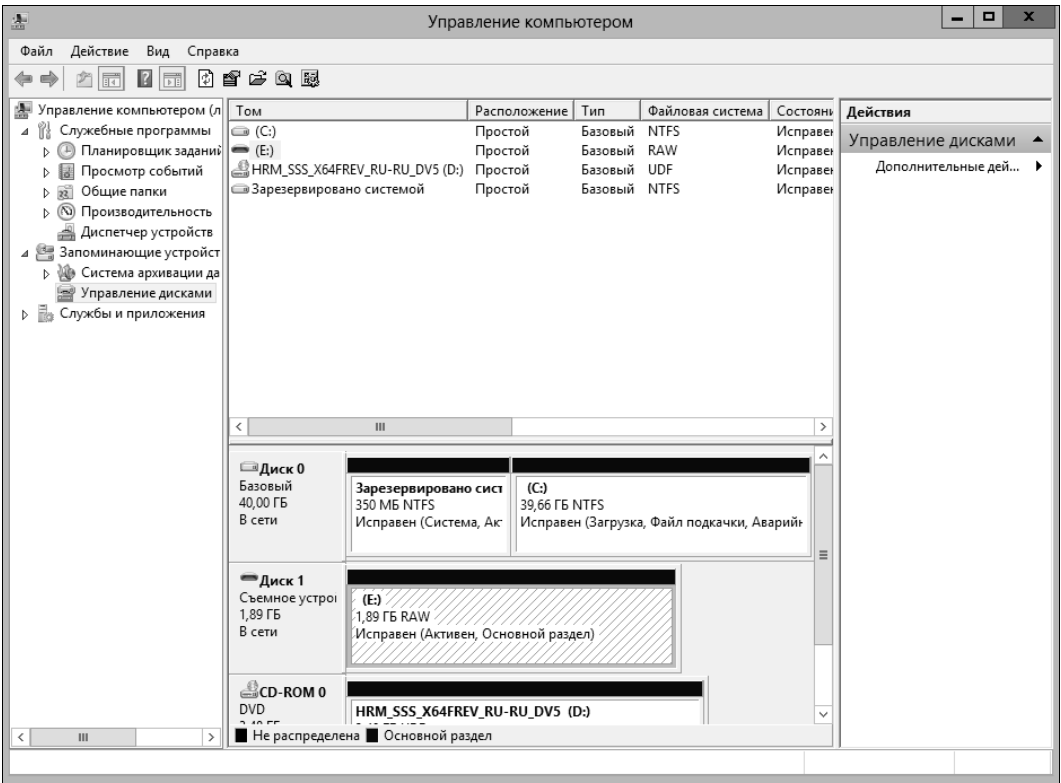 Управление компьютером
Файл Действие Вид Справка
Управление компьютером (л
Служебные программы
Планировщик заданий
Просмотр событий
Общие папки
Производительность
Диспетчер устройств
Запоминающие устройст
Система архивации да
Управление дисками
Службы и приложения
Том Расположение Тип Файловая система Состояни
(C:) Простой Базовый NTFS Исправен
(E:) Простой Базовый RAW Исправен
HRM_SSS_X64FREV_RU-RU_DV5 (D:) Простой Базовый UDF Исправен
Зарезервировано системой Простой Базовый NTFS Исправен
Диск 0
Базовый
40,00 ГБ
В сети
Зарезервировано сист
350 МБ NTFS
Исправен (Система, Ак
(C:)
39,66 ГБ NTFS
Исправен (Загрузка, Файл подкачки, Аварийн
Диск 1
Съемное устрої
1,89 ГБ
В сети
(E:)
1,89 ГБ RAW
Исправен (Активен, Основной раздел)
CD-ROM 0
DVD
HRM_SSS_X64FREV_RU-RU_DV5 (D:)
Не распределена Основной раздел
Действия
Управление дисками
Дополнительные дей...